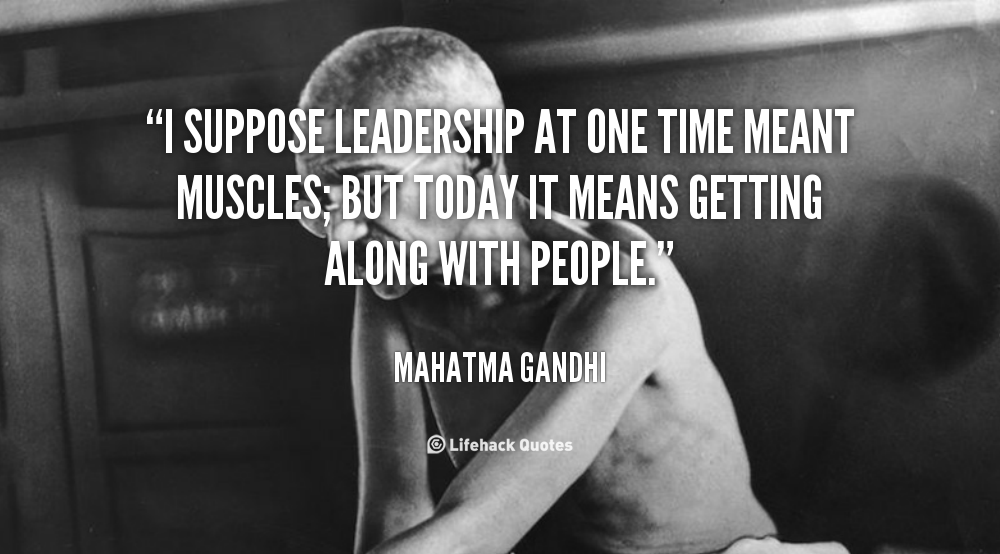 “I SUPPOSE LEADERSHIP AT ONE TIME MEANT
MUSCLES; BUT TODAY IT MEANS GETTING
ALONG WITH PEOPLE.”
MAHATMA GANDHI
Lifehack Quotes